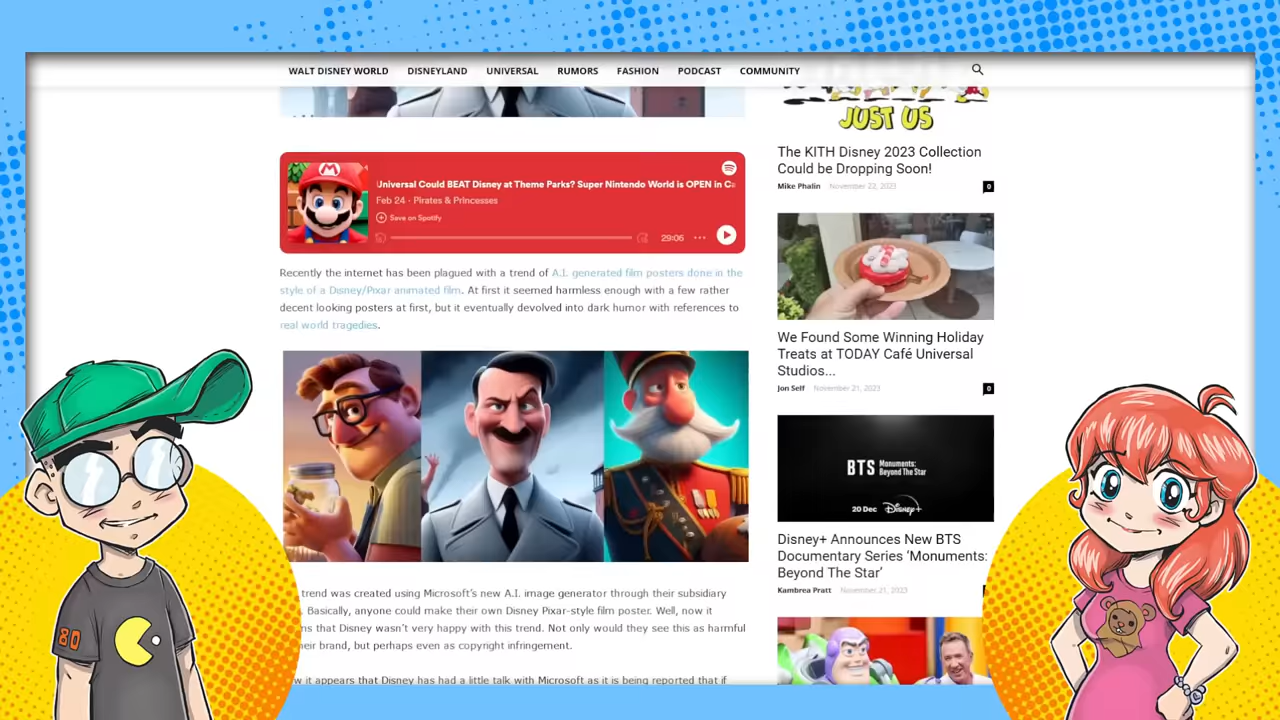 WALT DISNEY WORLD DISNEYLAND UNIVERSAL RUMORS FASHION PODCAST COMMUNITY
JUST US
Universal Could BEAT Disney at Theme Parks? Super Nintendo World is OPEN in
Feb 24 · Pirates & Princesses
Save on Spotify
29:06
Recently the internet has been plagued with a trend of A.I. generated film posters done in the
style of a Disney/Pixar animated film. At first it seemed harmless enough with a few rather
decent looking posters at first, but it eventually devolved into dark humor with references to
real world tragedies.
trend was created using Microsoft's new A.I. image generator through their subsidiary
Basically, anyone could make their own Disney Pixar-style film poster. Well, now it
that Disney wasn't very happy with this trend. Not only would they see this as harmful
brand, but perhaps even as copyright infringement.
it appears that Disney has had a little talk with Microsoft as it is being reported that if
The KITH Disney 2023 Collection
Could be Dropping Soon!
Mike Phalin November 22, 2023 0
We Found Some Winning Holiday
Treats at TODAY Café Universal
Studios...
Jon Self November 21, 2023 0
BTS Monuments:
Beyond The Star
20 Dec Disney+
Disney+ Announces New BTS
Documentary Series ‘Monuments:
Beyond The Star’
Kambrea Pratt November 21, 2023
80
M